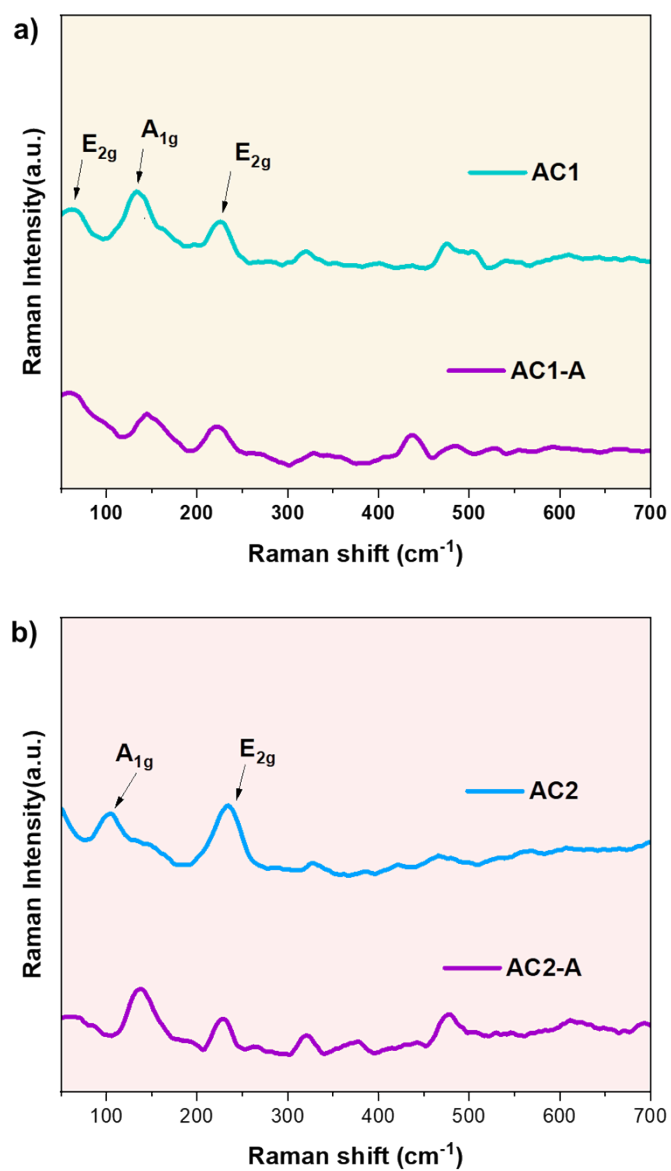 a)
E2g
A1g
E2g
AC1
AC1-A
Raman Intensity(a.u.)
100 200 300 400 500 600 700
Raman shift (cm-1)
b)
A1g
E2g
AC2
AC2-A
Raman Intensity(a.u.)
100 200 300 400 500 600 700
Raman shift (cm-1)